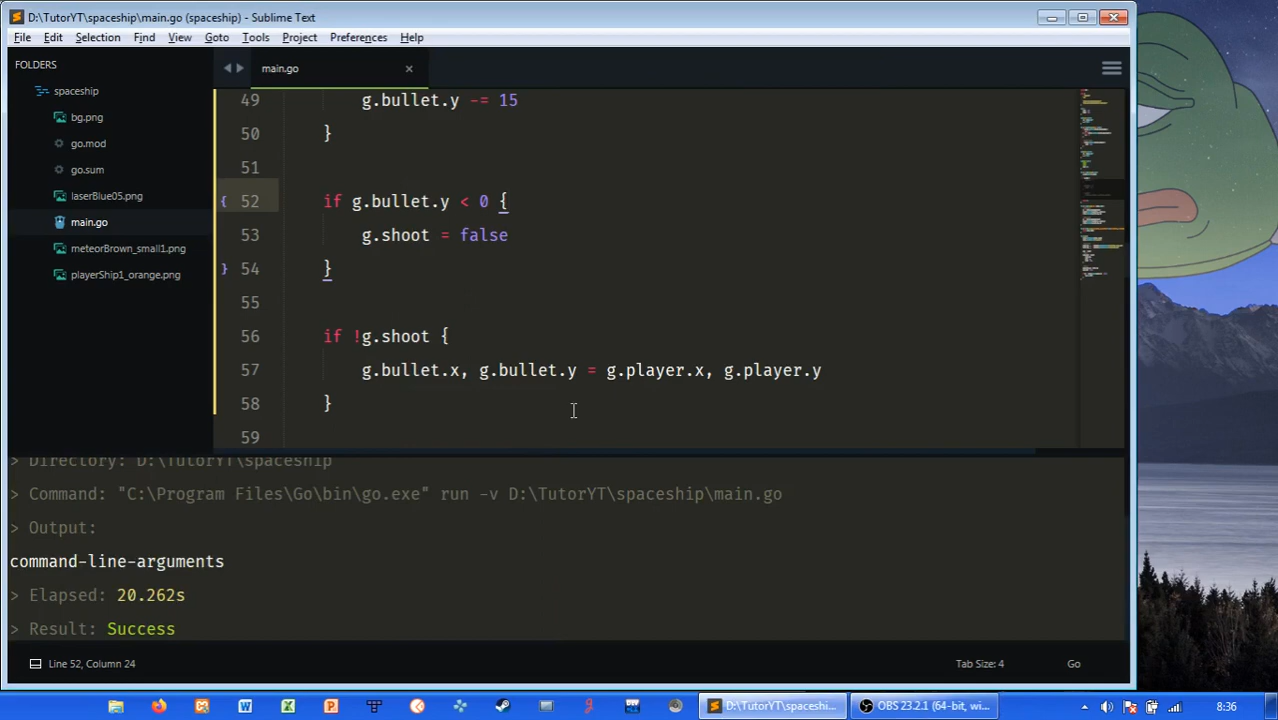 D:\TutorYT\spaceship\main.go (spaceship) - Sublime Text
File Edit Selection Find View Goto Tools Project Preferences Help
FOLDERS
spaceship
bg.png
go.mod
go.sum
laserBlue05.png
main.go
meteorBrown_small1.png
playerShip1_orange.png
main.go ×
49 g.bullet.y -= 15
50 }
51
{ 52 if g.bullet.y < 0 {
53 g.shoot = false
} 54 }
55
56 if !g.shoot {
57 g.bullet.x, g.bullet.y = g.player.x, g.player.y
58 }
59
> Directory: D:\TutorYT\spaceship
> Command: "C:\Program Files\Go\bin\go.exe" run -v D:\TutorYT\spaceship\main.go
> Output:
command-line-arguments
> Elapsed: 20.262s
> Result: Success
Line 52, Column 24 Tab Size: 4 Go
D:\TutorYT\spaceshi... OBS 23.2.1 (64-bit, wi... 8:36